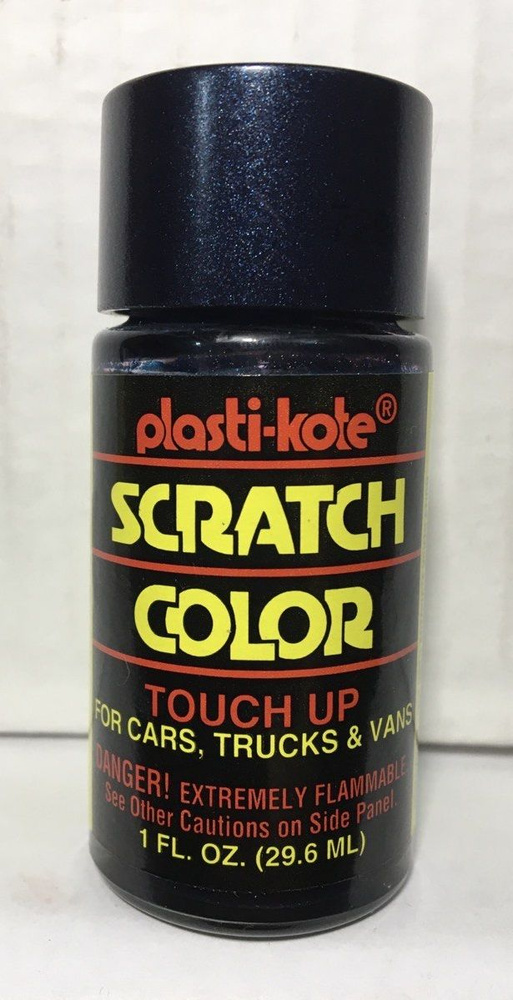 plasti-kote®
SCRATCH
COLOR
TOUCH UP
FOR CARS, TRUCKS & VANS
DANGER! EXTREMELY FLAMMABLE.
See Other Cautions on Side Panel.
1 FL. OZ. (29.6 ML)